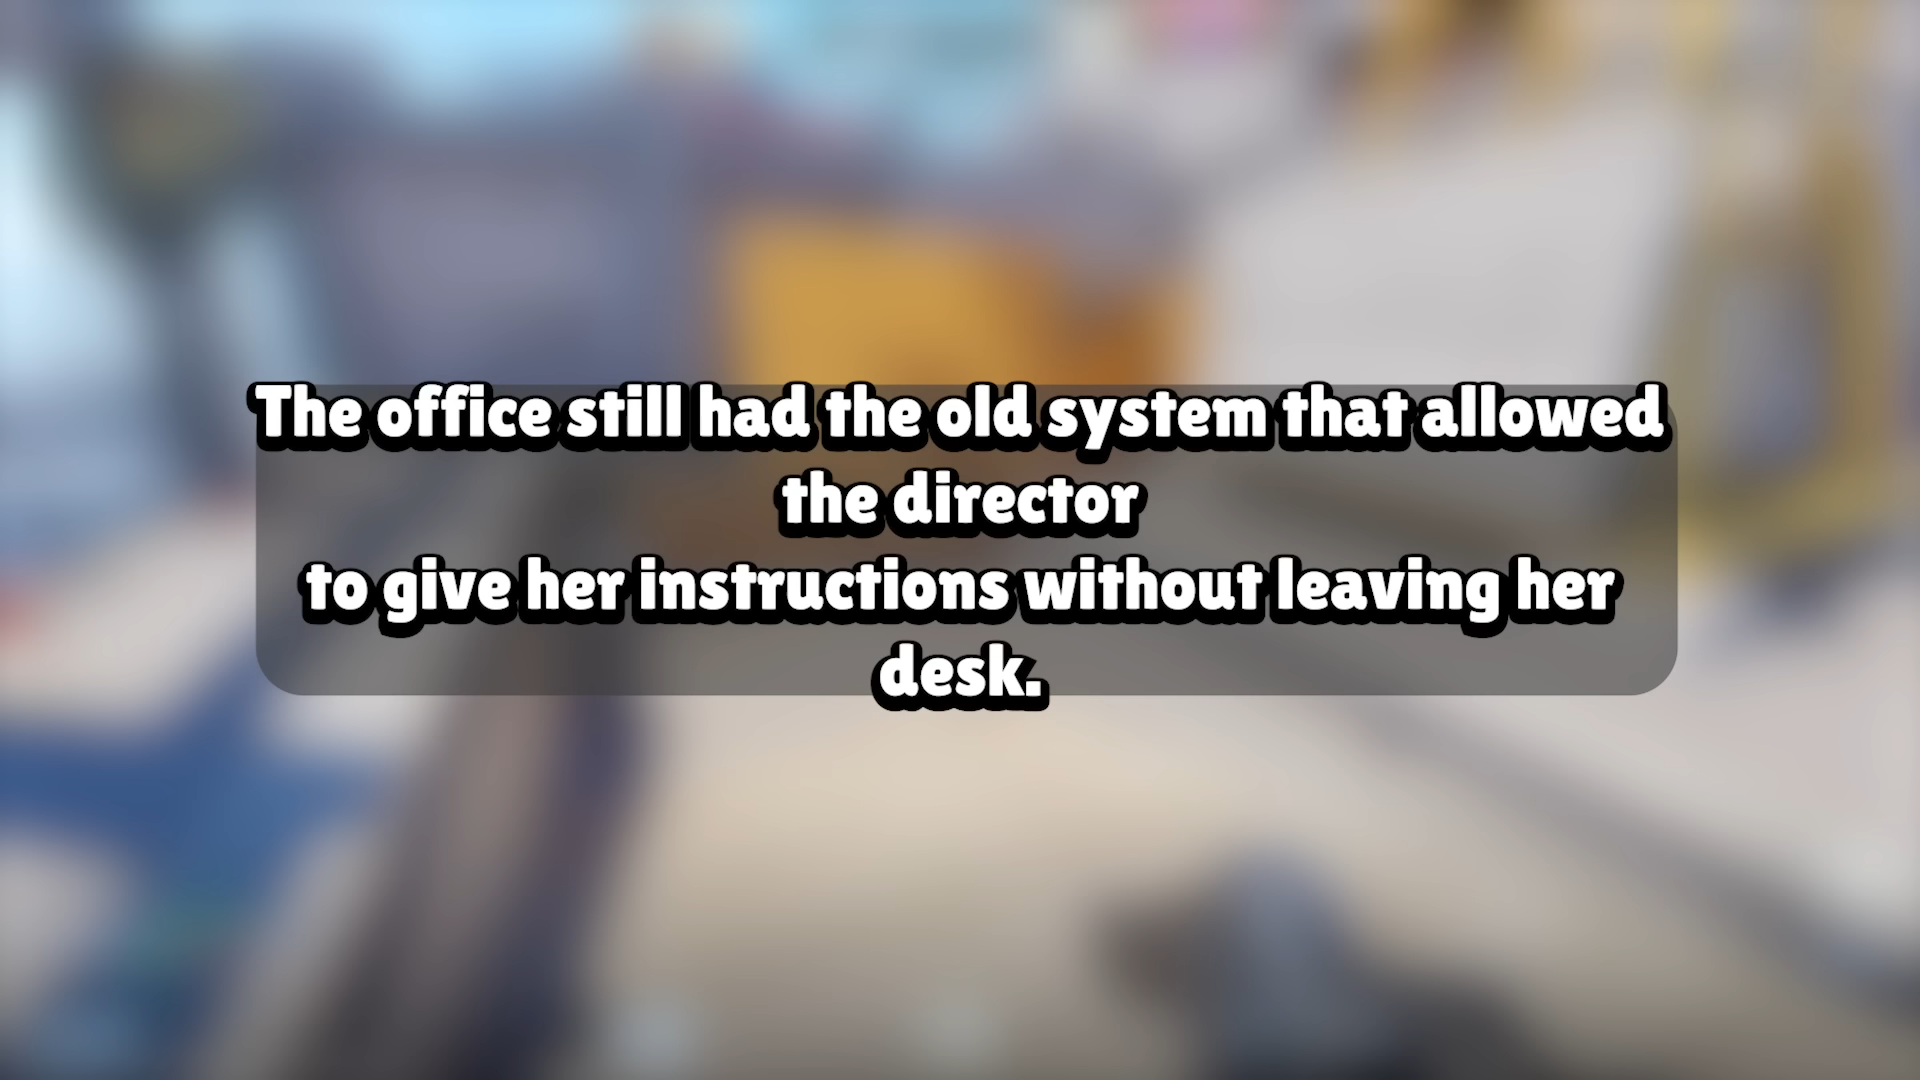 The office still had the old system that allowed
the director
to give her instructions without leaving her
desk.